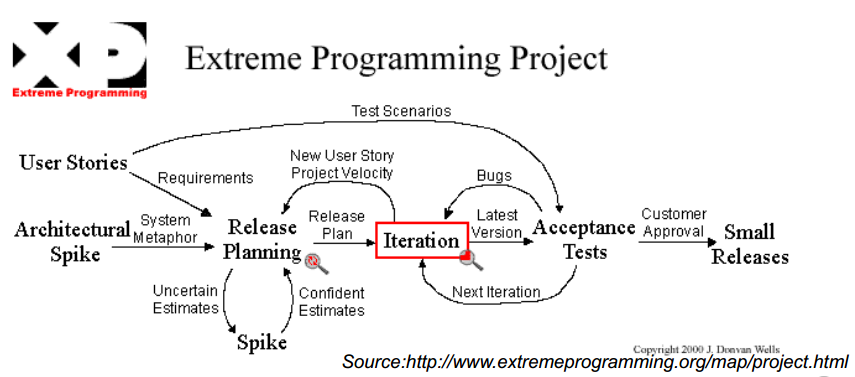 XP
Extreme Programming
Extreme Programming Project
Test Scenarios
User Stories
Requirements
New User Story
Project Velocity
Bugs
Architectural
Spike
System
Metaphor
Release
Planning
Release
Plan
Iteration
Latest
Version
Acceptance
Tests
Customer
Approval
Small
Releases
Uncertain
Estimates
Confident
Estimates
Next Iteration
Spike
Copyright 2000 J. Donvan Wells
Source:http://www.extremeprogramming.org/map/project.html